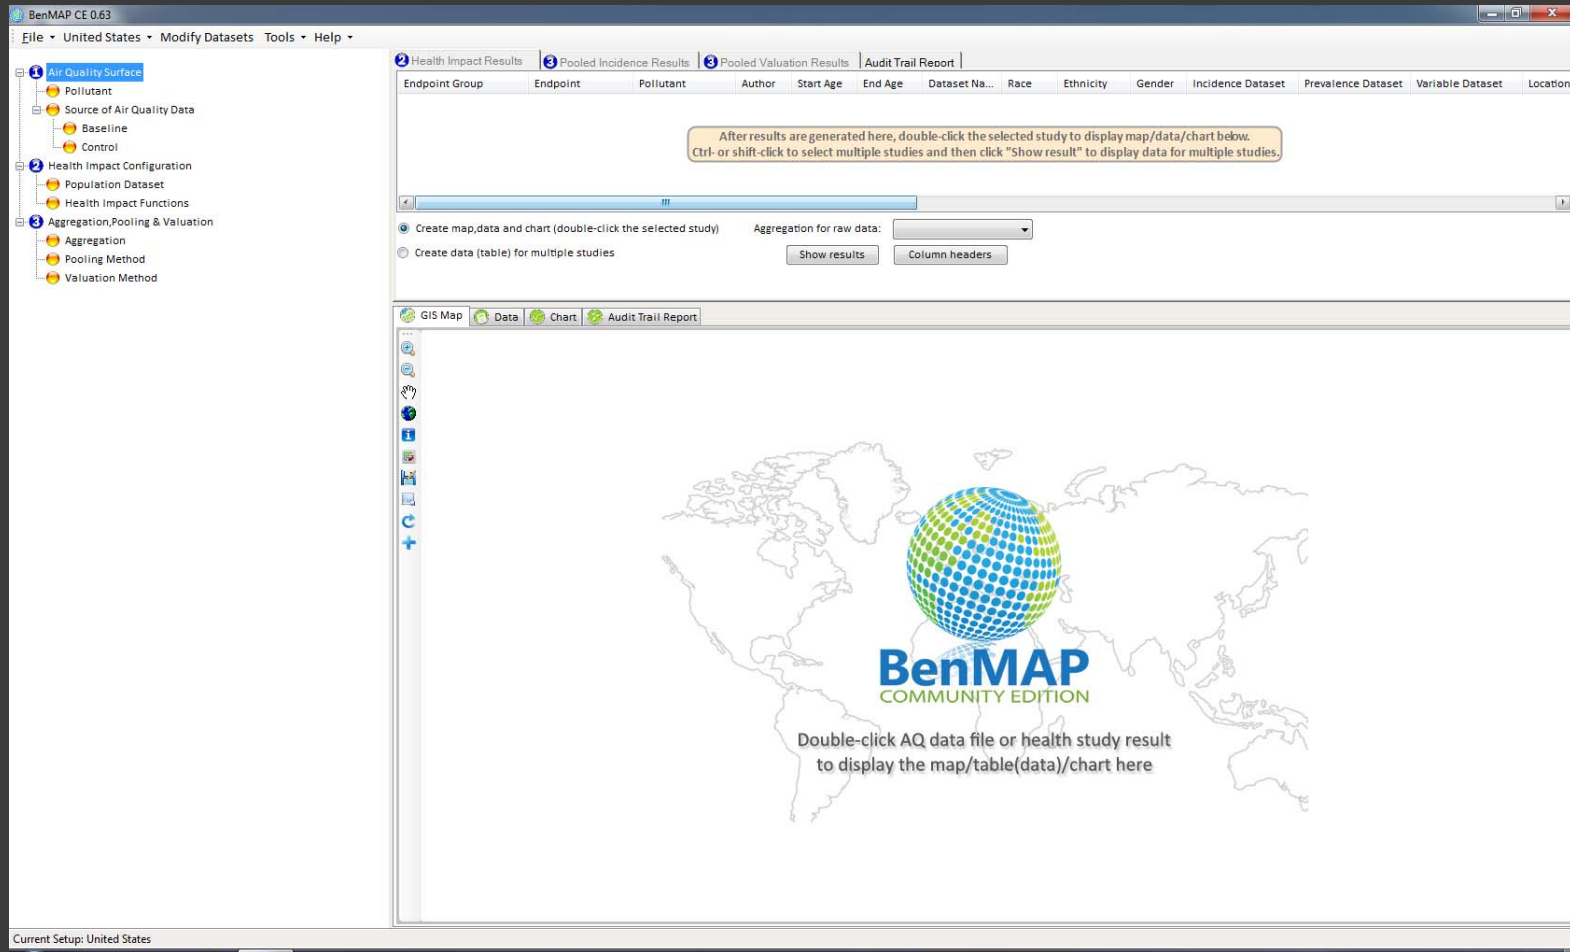 BenMAP CE 0.63
File United States Modify Datasets Tools Help
1 Air Quality Surface
Pollutant
Source of Air Quality Data
Baseline
Control
2 Health Impact Configuration
Population Dataset
Health Impact Functions
3 Aggregation,Pooling & Valuation
Aggregation
Pooling Method
Valuation Method
2 Health Impact Results 3 Pooled Incidence Results 3 Pooled Valuation Results Audit Trail Report
Endpoint Group Endpoint Pollutant Author Start Age End Age Dataset Na... Race Ethnicity Gender Incidence Dataset Prevalence Dataset Variable Dataset Location
After results are generated here, double-click the selected study to display map/data/chart below.
Ctrl- or shift-click to select multiple studies and then click "Show result" to display data for multiple studies.
Create map,data and chart (double-click the selected study) Aggregation for raw data:
Create data (table) for multiple studies Show results Column headers
GIS Map Data Chart Audit Trail Report
BenMAP
COMMUNITY EDITION
Double-click AQ data file or health study result
to display the map/table(data)/chart here
Current Setup: United States